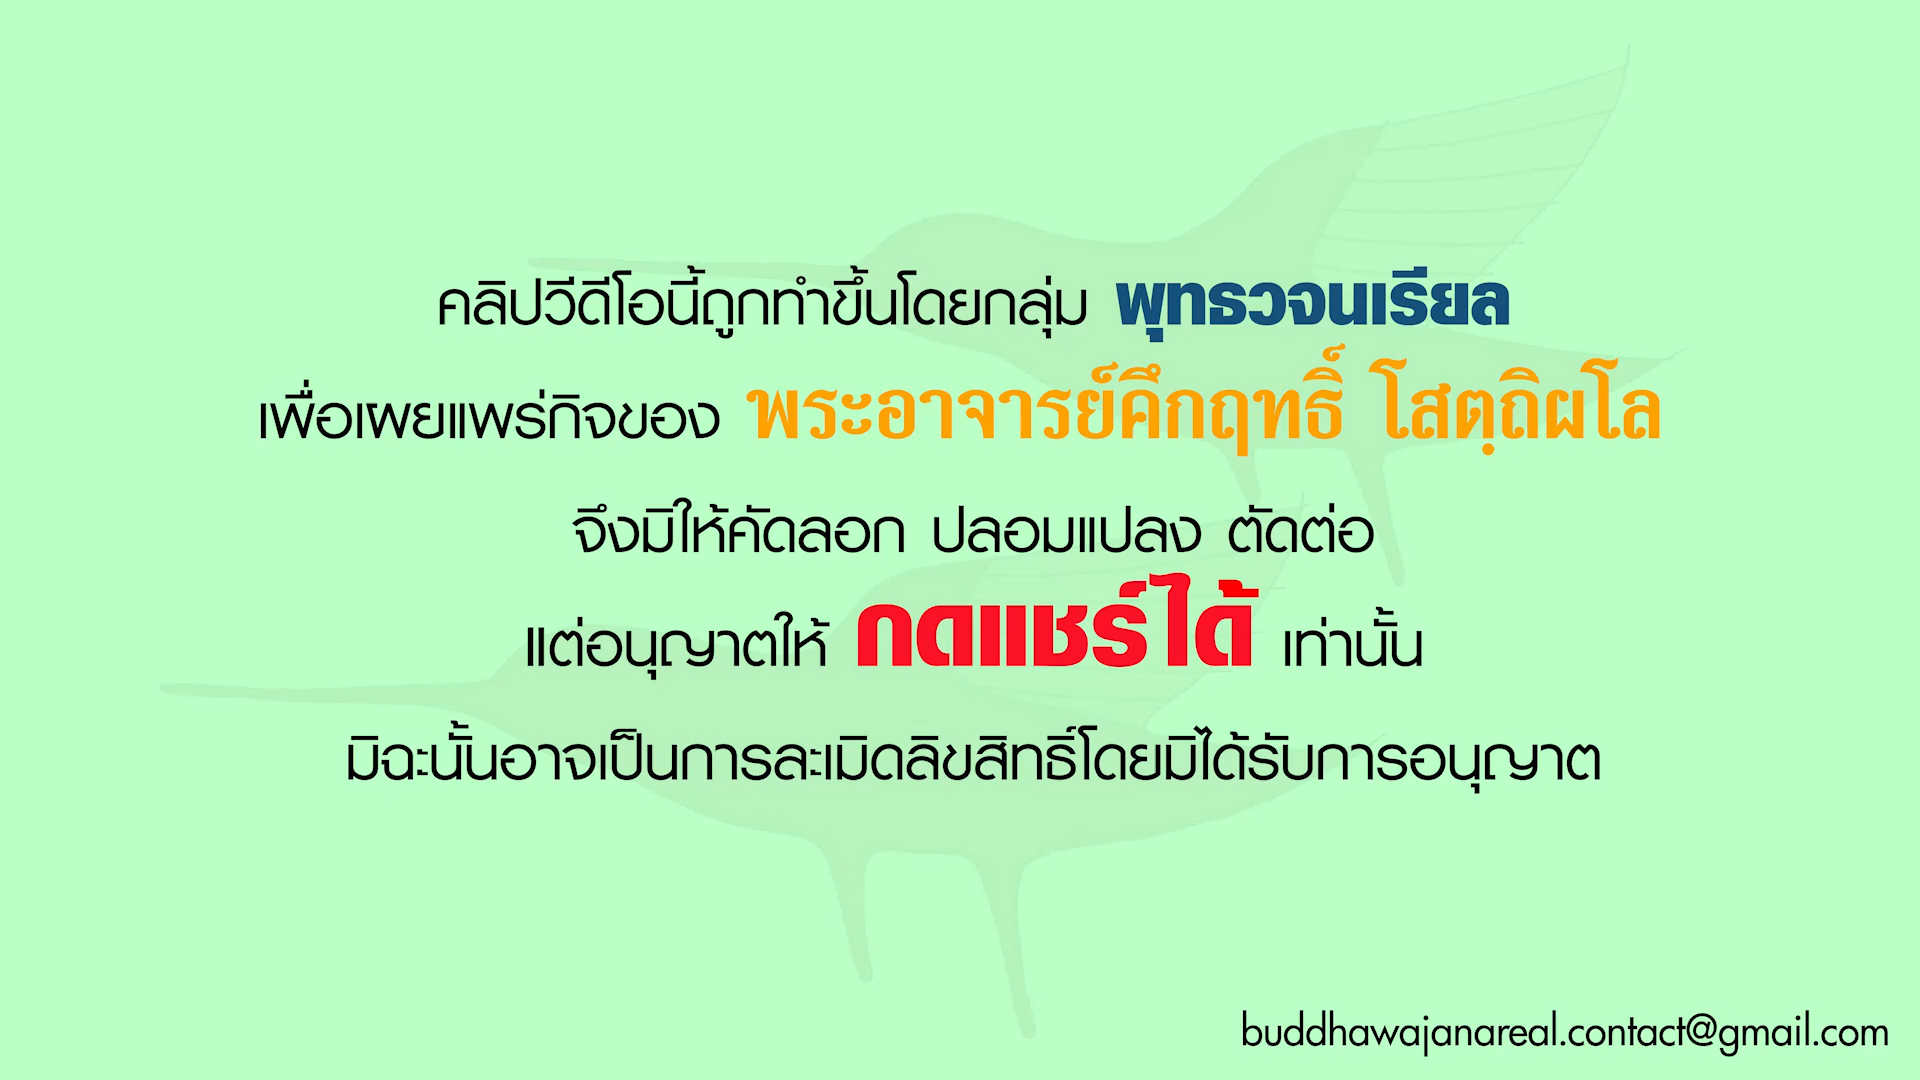 คลิปวีดีโอนี้ถูกทำขึ้นโดยกลุ่ม พุทธวจนเรียล
เพื่อเผยแพร่กิจของ พระอาจารย์คึกฤทธิ์ โสตฺถิผโล
จึงมิให้คัดลอก ปลอมแปลง ตัดต่อ
แต่อนุญาตให้ กดแชร์ได้ เท่านั้น
มิฉะนั้นอาจเป็นการละเมิดลิขสิทธิ์โดยมิได้รับการอนุญาต
buddhawajanareal.contact@gmail.com